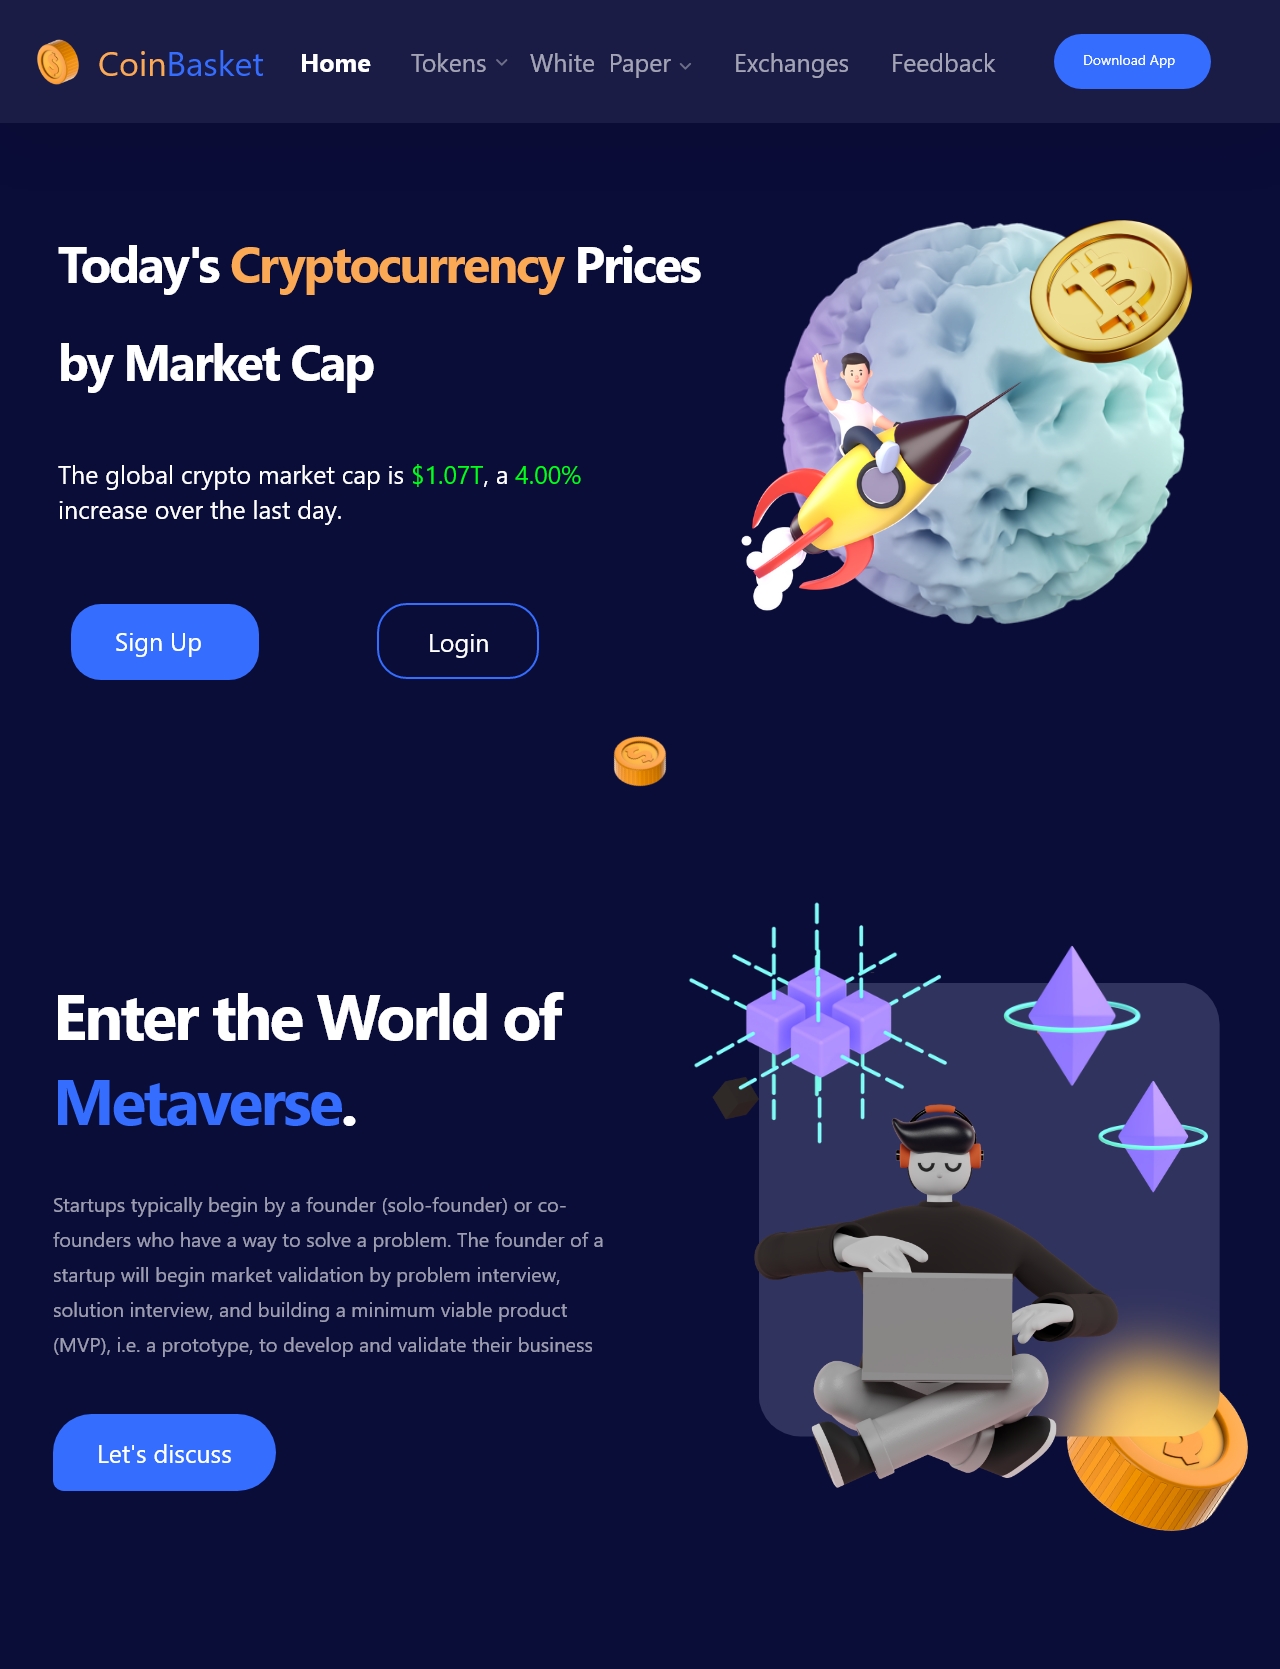 CoinBasket Home Tokens White Paper Exchanges Feedback Download App
Today's Cryptocurrency Prices
by Market Cap
The global crypto market cap is $1.07T, a 4.00%
increase over the last day.
Sign Up Login
Enter the World of
Metaverse.
Startups typically begin by a founder (solo-founder) or co-
founders who have a way to solve a problem. The founder of a
startup will begin market validation by problem interview,
solution interview, and building a minimum viable product
(MVP), i.e. a prototype, to develop and validate their business
Let's discuss